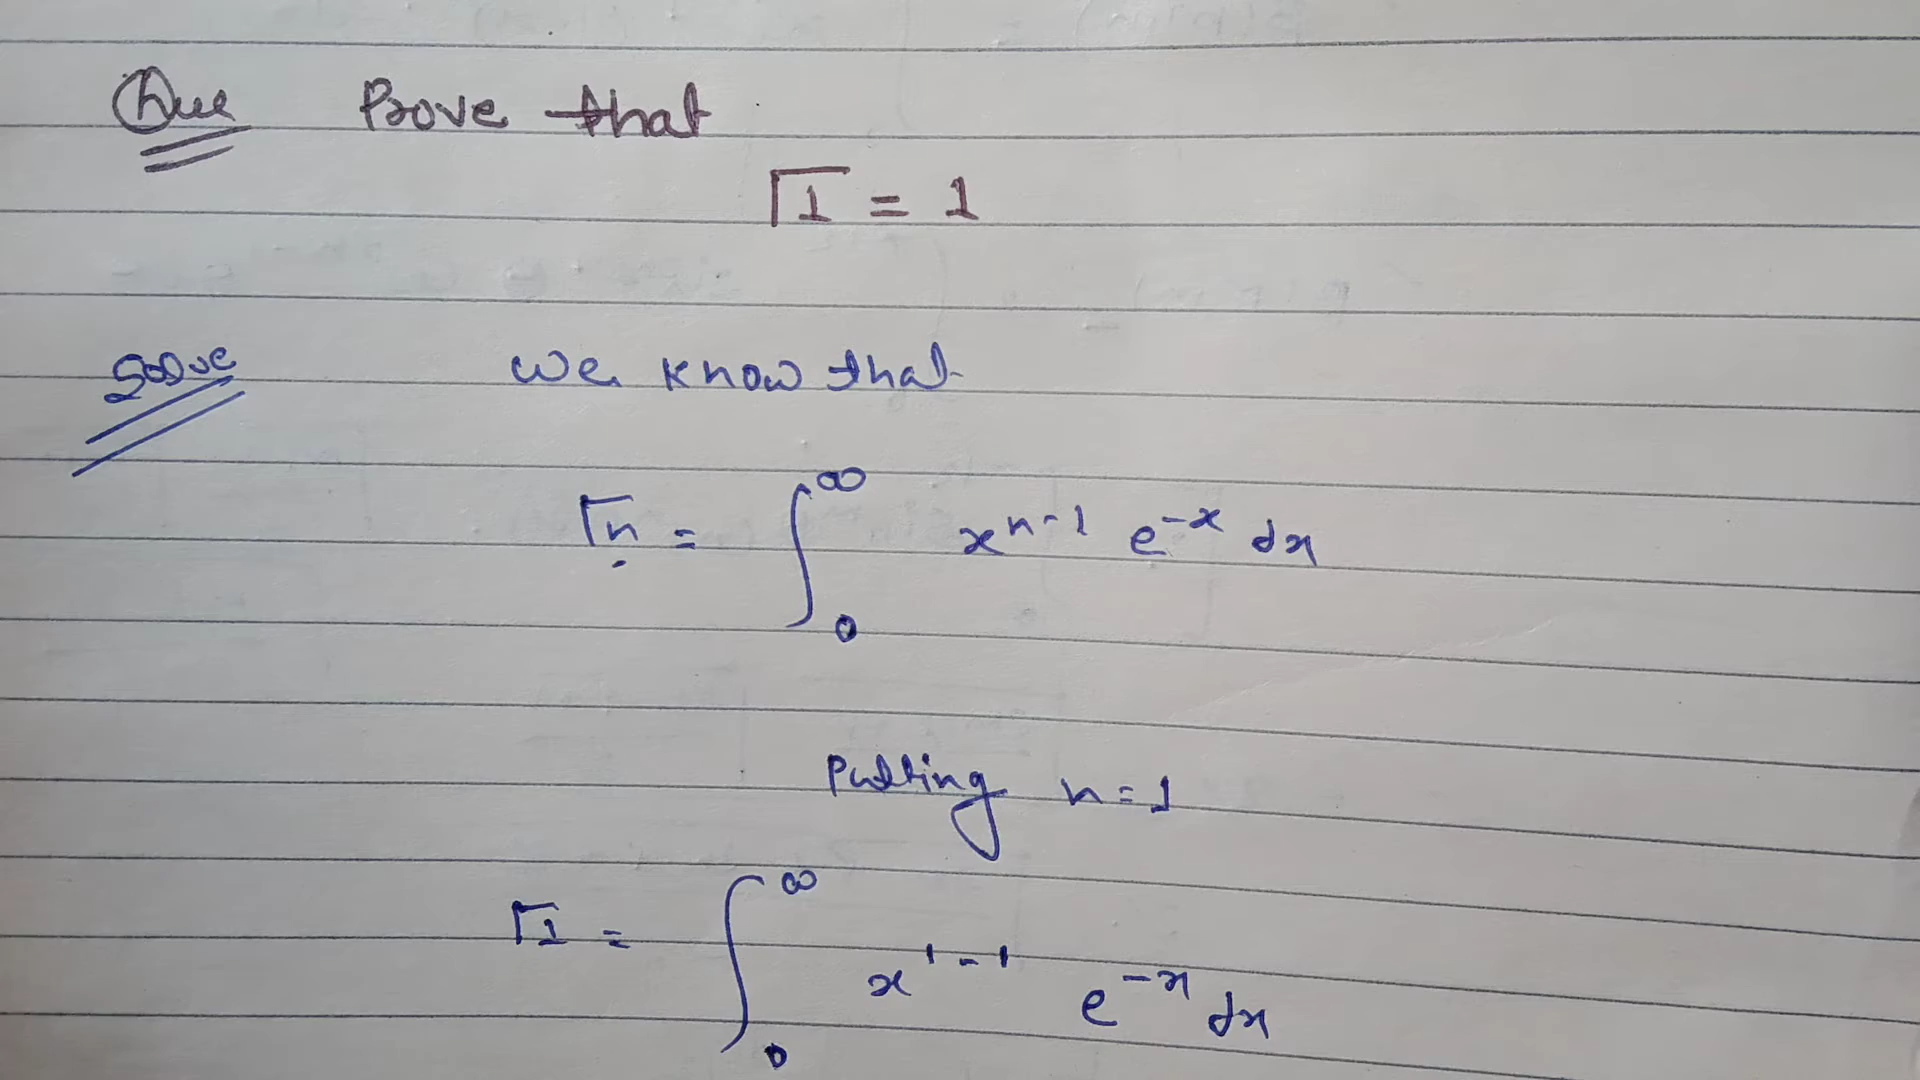 Que Prove that
Γ1 = 1
Solve We know that
Γn = ∫₀^∞ x^{n-1} e^{-x} dx
Putting n=1
Γ1 = ∫₀^∞ x^{1-1} e^{-x} dx